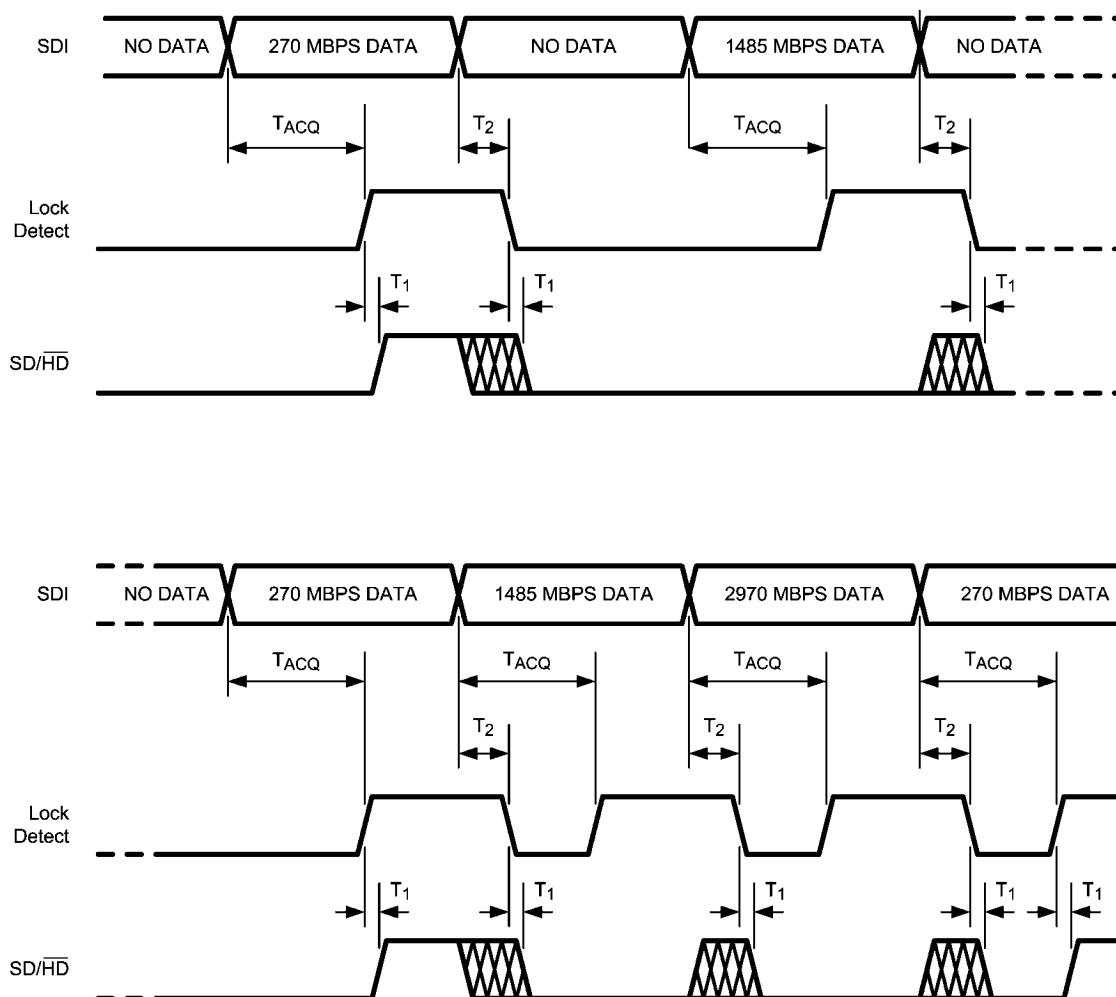 SDI NO DATA 270 MBPS DATA NO DATA 1485 MBPS DATA NO DATA
TACQ T2 TACQ T2
Lock
Detect
T1 T1 T1
SD/HD
SDI NO DATA 270 MBPS DATA 1485 MBPS DATA 2970 MBPS DATA 270 MBPS DATA
TACQ TACQ TACQ TACQ
T2 T2 T2
Lock
Detect
T1 T1 T1 T1 T1
SD/HD